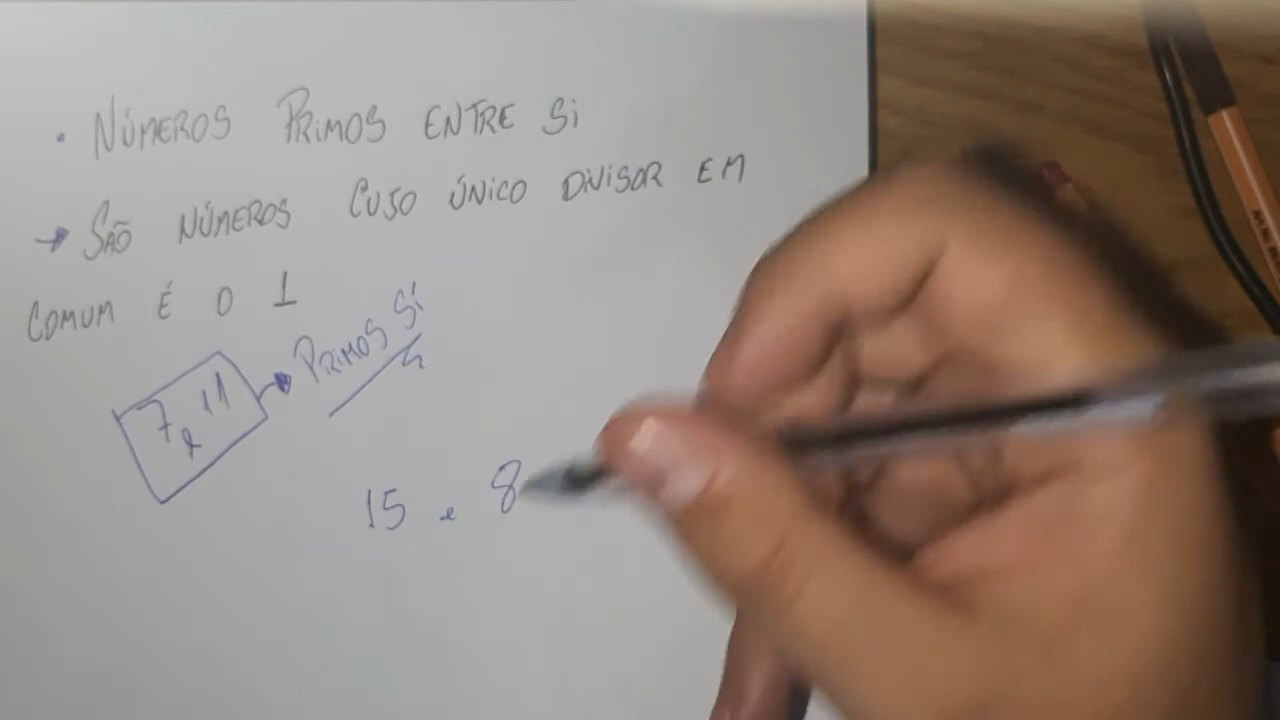 • NÚMEROS PRIMOS ENTRE SI
→ SÃO NÚMEROS CUJO ÚNICO DIVISOR EM
COMUM É O 1
7 e 11 → PRIMOS SI
15 e 8